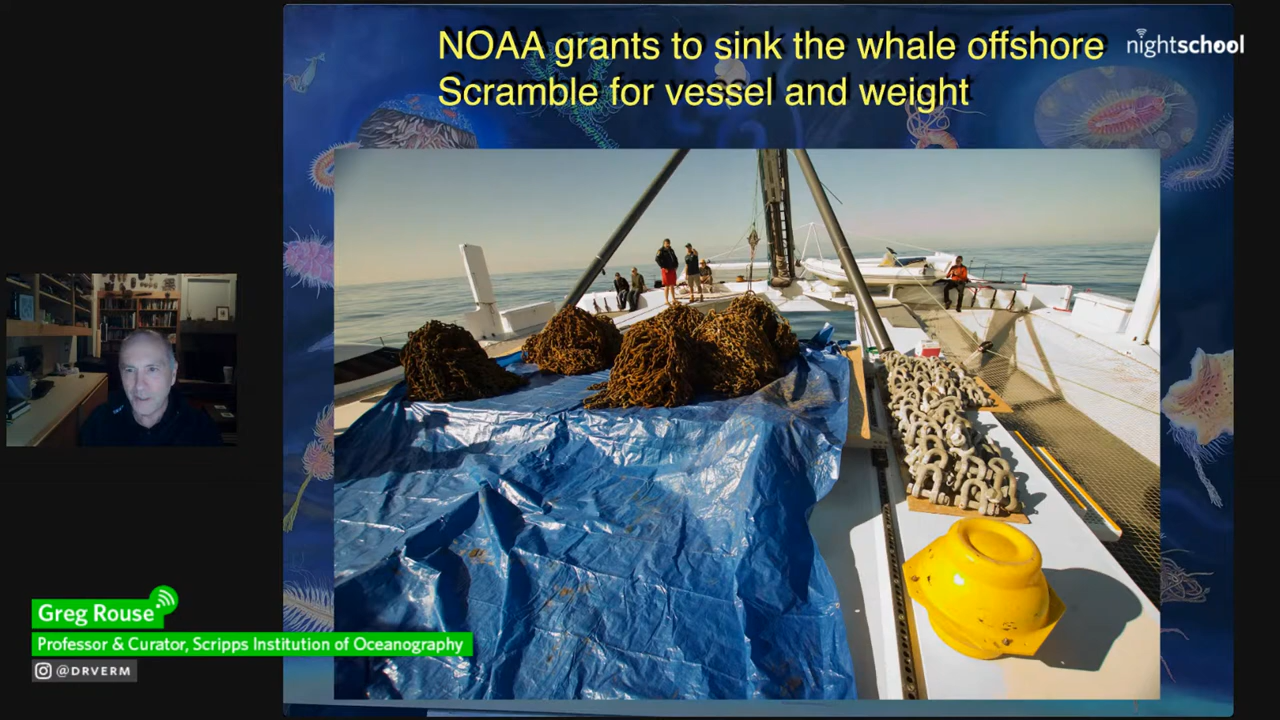 NOAA grants to sink the whale offshore
Scramble for vessel and weight
nightschool
Greg Rouse
Professor & Curator, Scripps Institution of Oceanography
@DRVERM